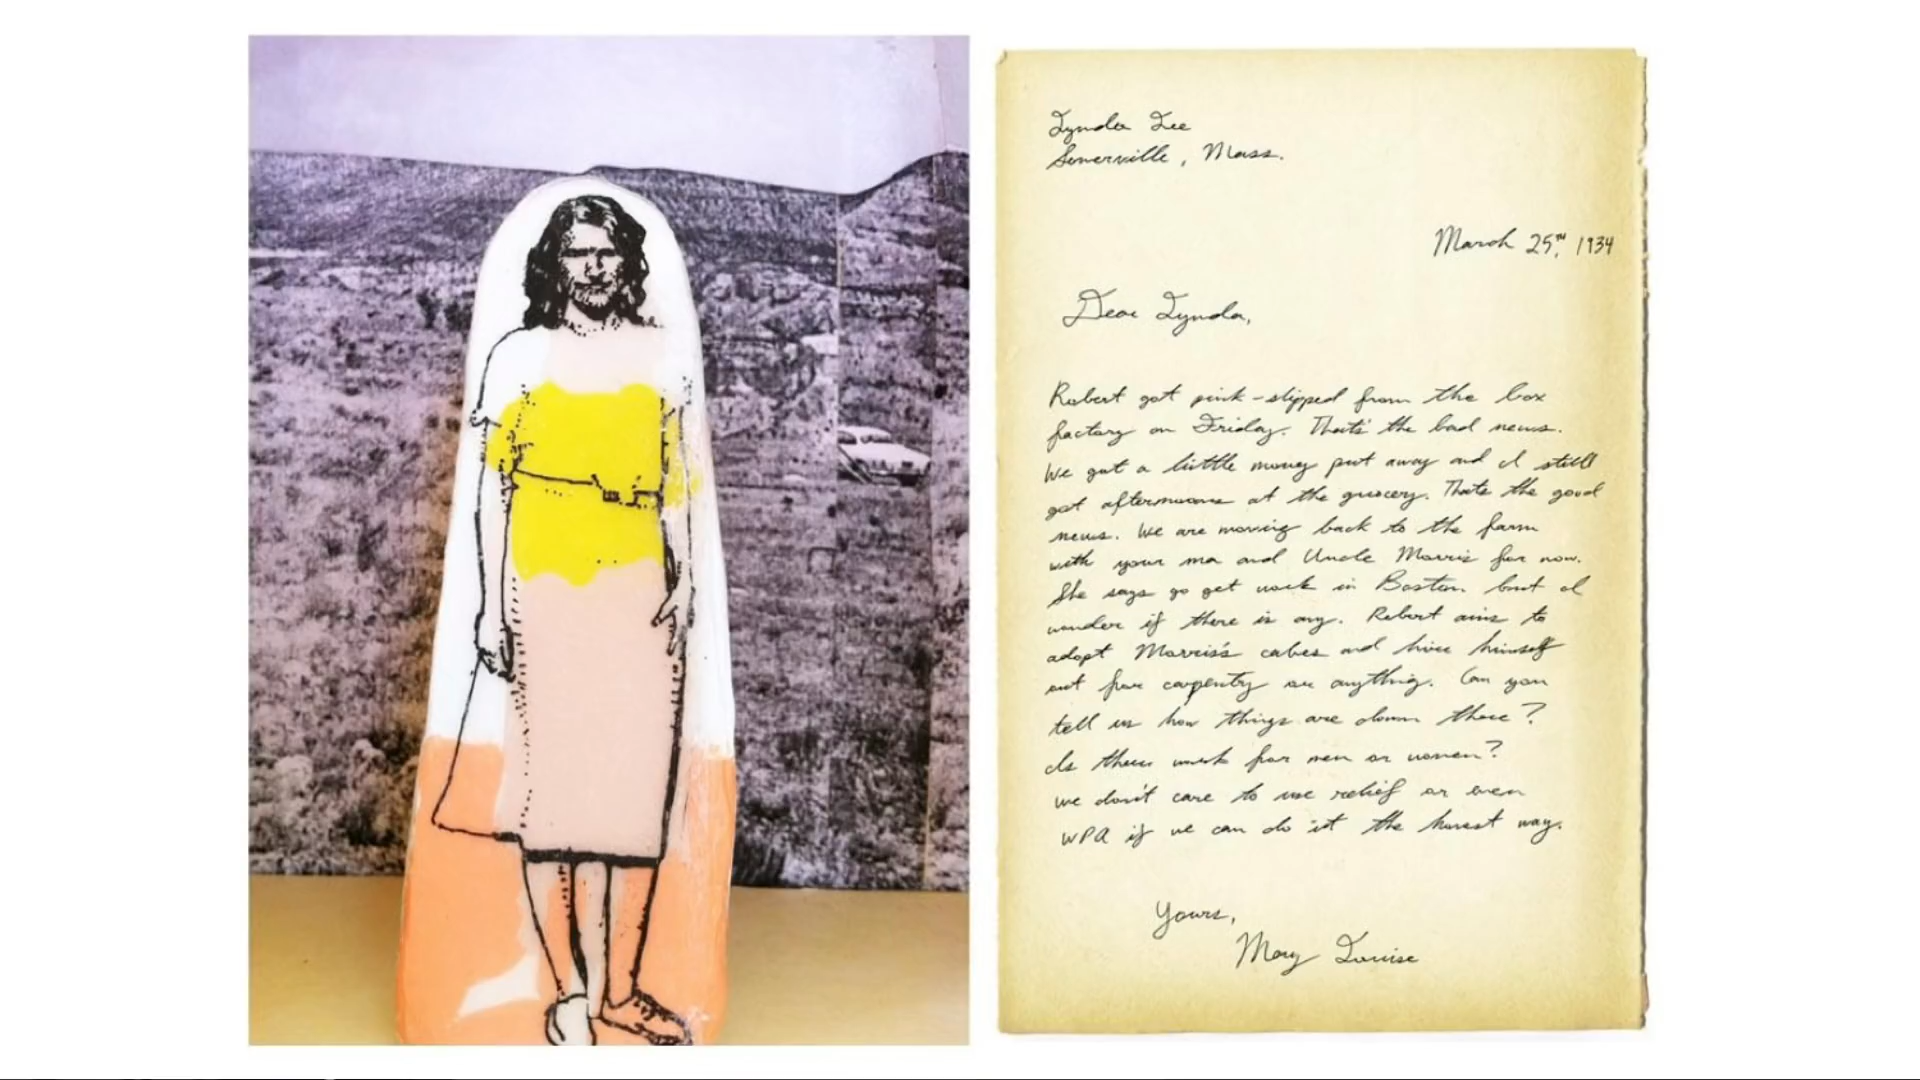 Lynda Lee
Somerville, Mass.
March 25TH, 1934
Dear Lynda,
Robert got pink-slipped from the box
factory on Friday. That's the bad news.
We got a little money put away and I still
got afternoons at the grocery. That's the good
news. We are moving back to the farm
with your ma and Uncle Morris for now.
She says go get work in Boston but I
wonder if there is any. Robert aims to
adopt Morris's cabes and hire himself
out for carpentry or anything. Can you
tell us how things are down there?
Is there work for men or women?
we don't care to use relief or even
WPA if we can do it the honest way.
Yours,
Mary Louise